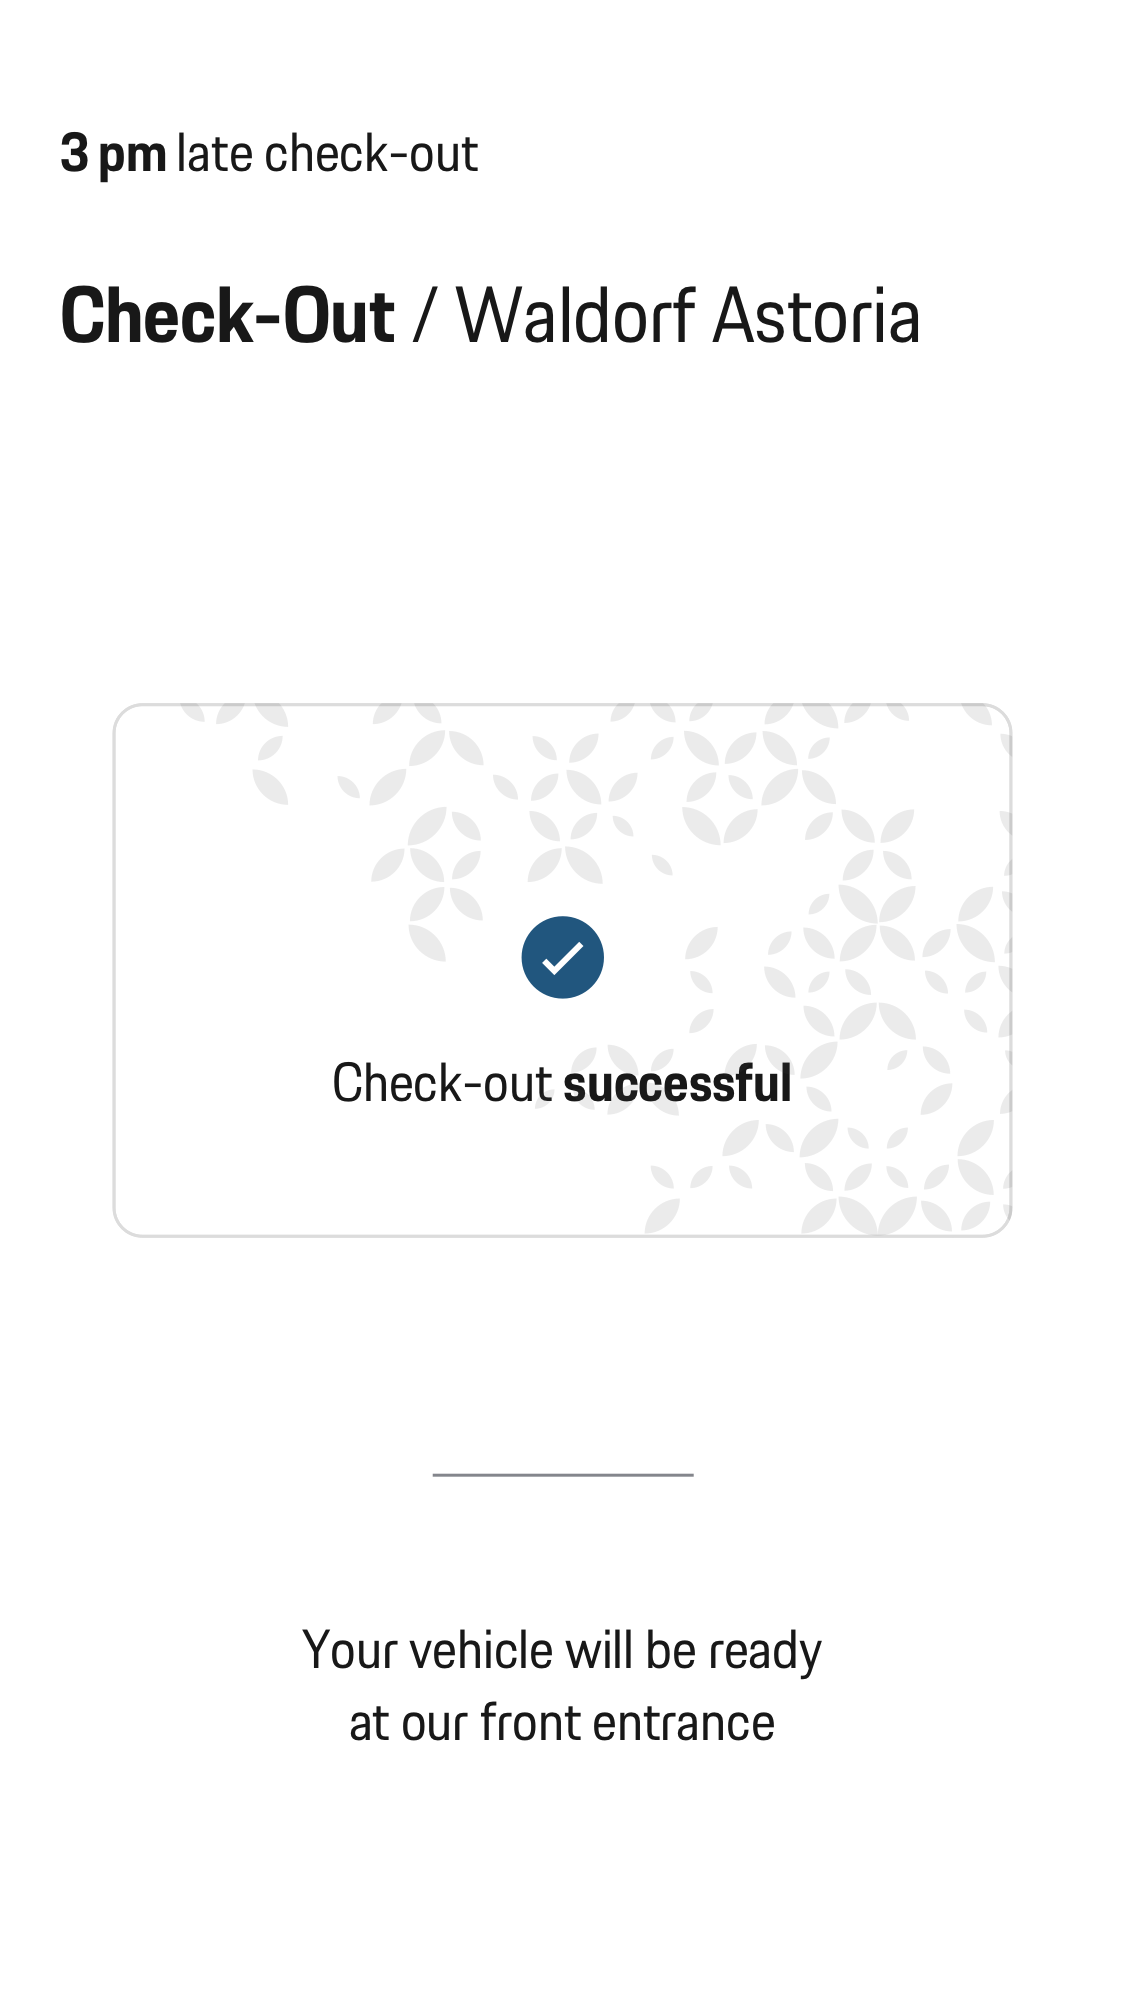 3 pm late check-out
Check-Out / Waldorf Astoria
Check-out successful
Your vehicle will be ready
at our front entrance